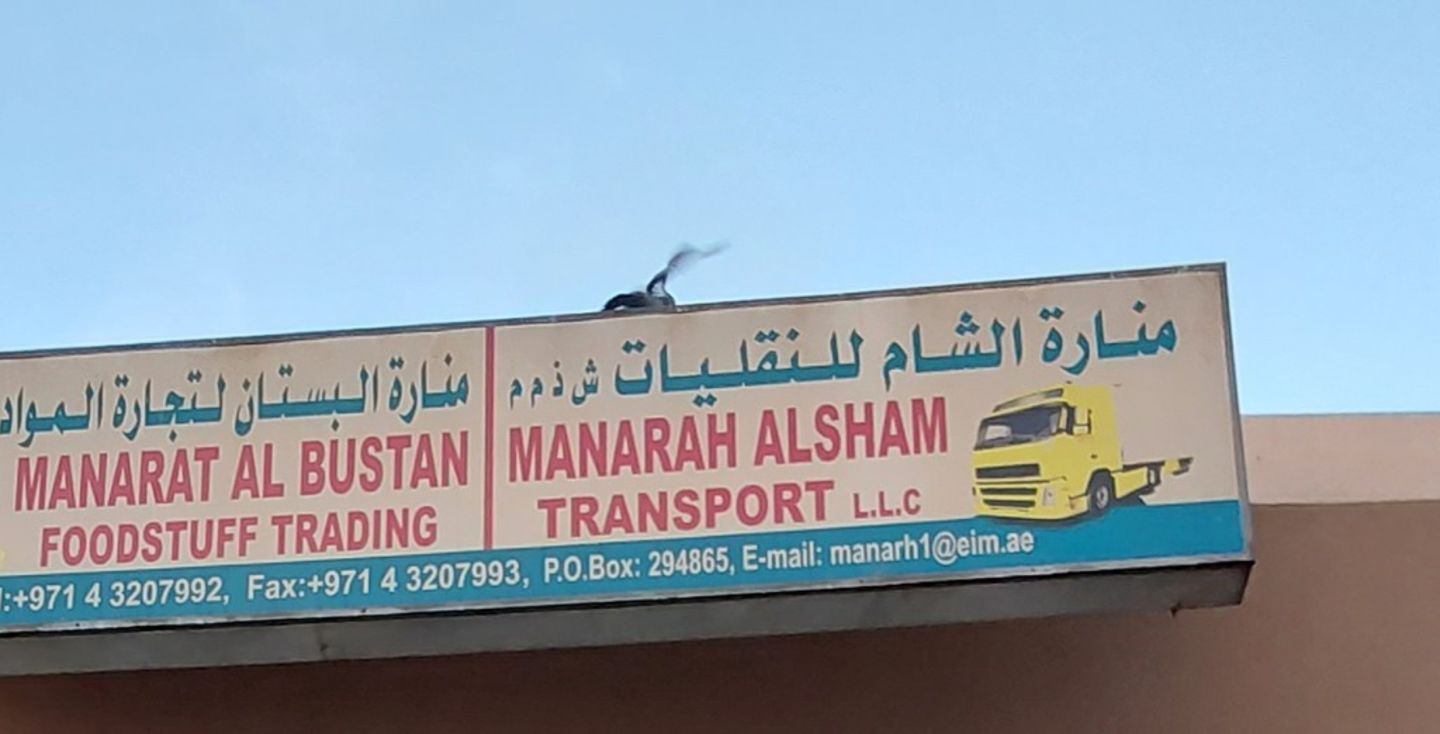 منارة البستان لتجارة المواد
MANARAT AL BUSTAN
FOODSTUFF TRADING
منارة الشام للنقليات ش ذ م م
MANARAH ALSHAM
TRANSPORT L.L.C
:+971 4 3207992, Fax:+971 4 3207993, P.O.Box: 294865, E-mail: manarh1@eim.ae